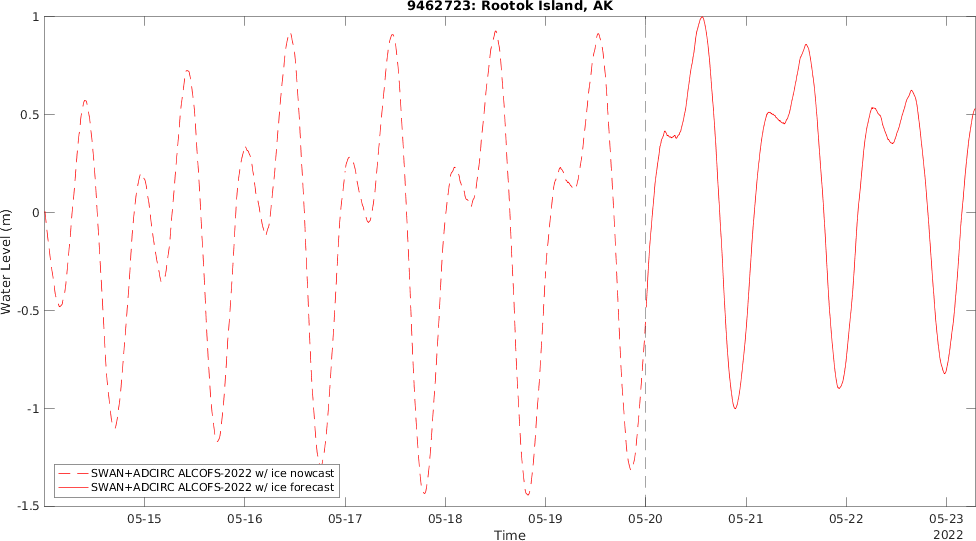 9462723: Rootok Island, AK
1
0.5
0
-0.5
-1
-1.5
Water Level (m)
SWAN+ADCIRC ALCOFS-2022 w/ ice nowcast
SWAN+ADCIRC ALCOFS-2022 w/ ice forecast
05-15 05-16 05-17 05-18 05-19 05-20 05-21 05-22 05-23
Time
2022